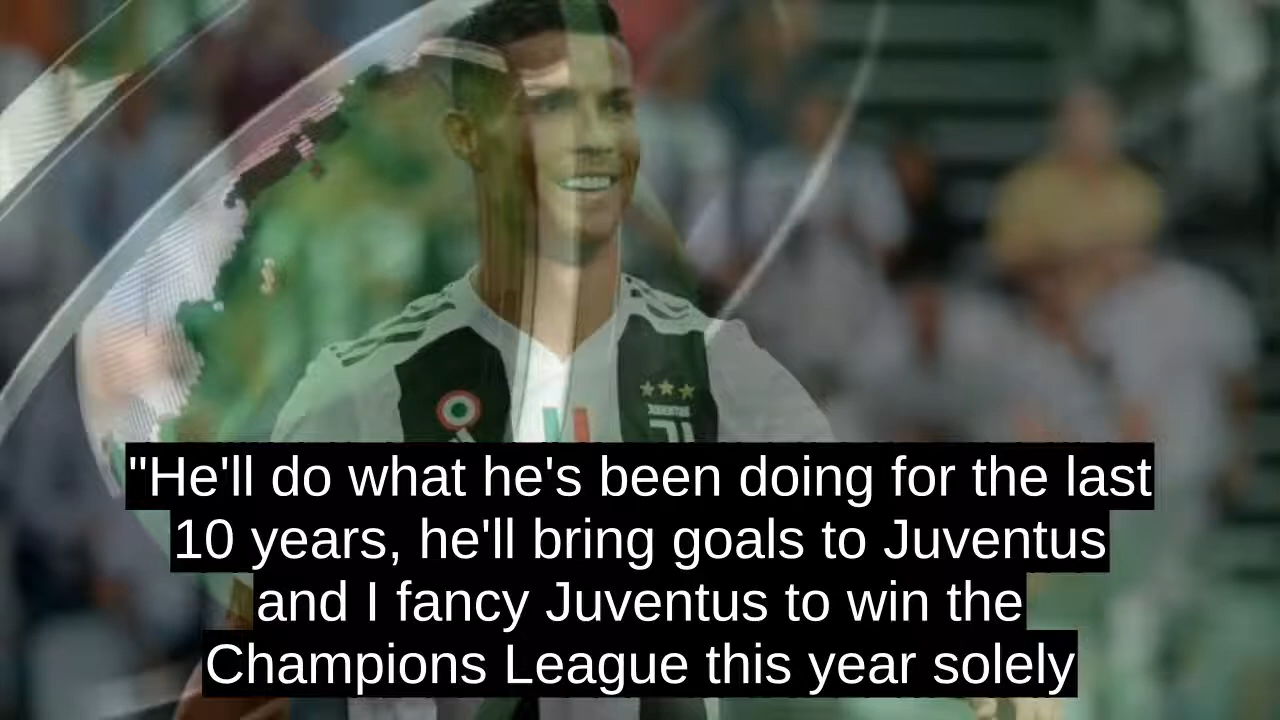 "He'll do what he's been doing for the last
10 years, he'll bring goals to Juventus
and I fancy Juventus to win the
Champions League this year solely